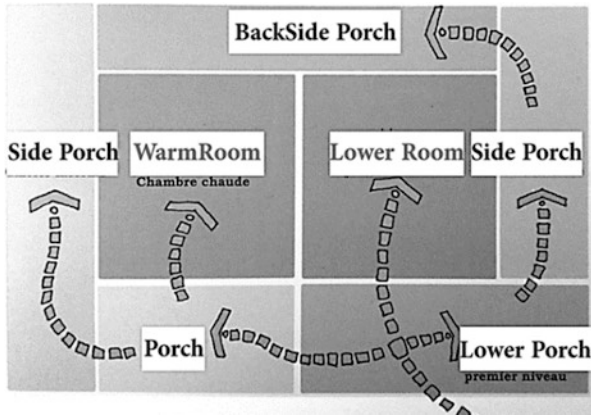 BackSide Porch
Side Porch
WarmRoom
Lower Room
Side Porch
Chambre chaude
Porch
Lower Porch
premier niveau